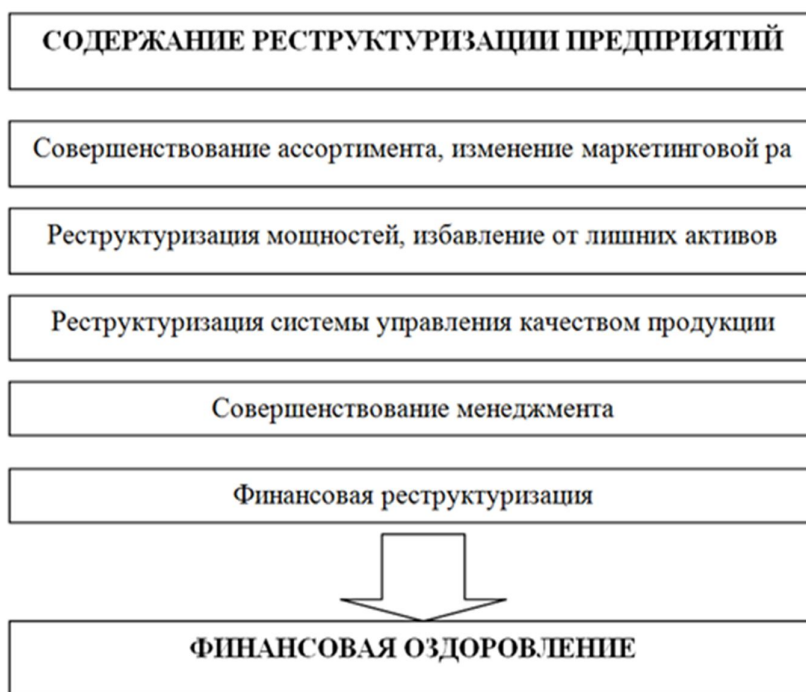 СОДЕРЖАНИЕ РЕСТРУКТУРИЗАЦИИ ПРЕДПРИЯТИЙ
Совершенствование ассортимента, изменение маркетинговой ра
Реструктуризация мощностей, избавление от лишних активов
Реструктуризация системы управления качеством продукции
Совершенствование менеджмента
Финансовая реструктуризация
ФИНАНСОВАЯ ОЗДОРОВЛЕНИЕ